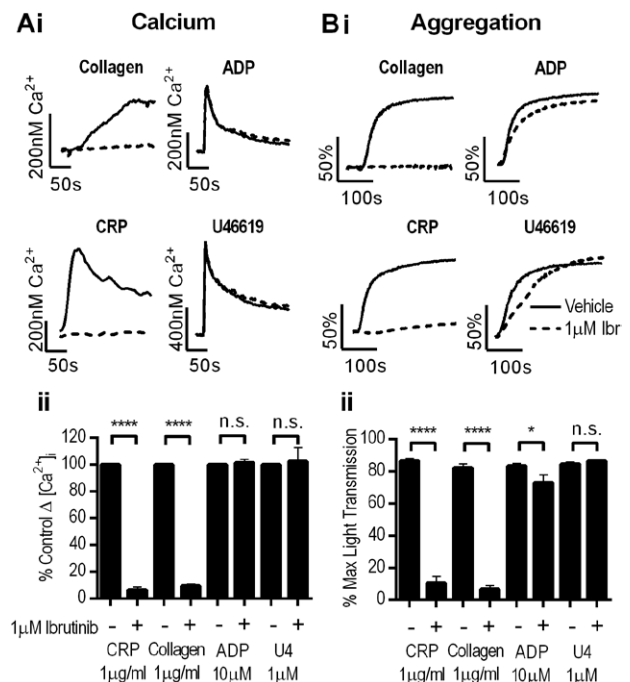 Ai Calcium
Collagen
ADP
200nM Ca²⁺
50s
200nM Ca²⁺
50s
CRP
U46619
200nM Ca²⁺
50s
400nM Ca²⁺
50s
ii
**** **** n.s. n.s.
% Control Δ [Ca²⁺]i
120
100
80
60
40
20
0
1µM Ibrutinib - + - + - + - +
CRP Collagen ADP U4
1µg/ml 1µg/ml 10µM 1µM
B i Aggregation
Collagen
ADP
50%
100s
50%
100s
CRP
U46619
50%
100s
50%
100s
Vehicle
1µM Ibr
ii
**** **** * n.s.
% Max Light Transmission
100
80
60
40
20
0
- + - + - + - +
CRP Collagen ADP U4
1µg/ml 1µg/ml 10µM 1µM